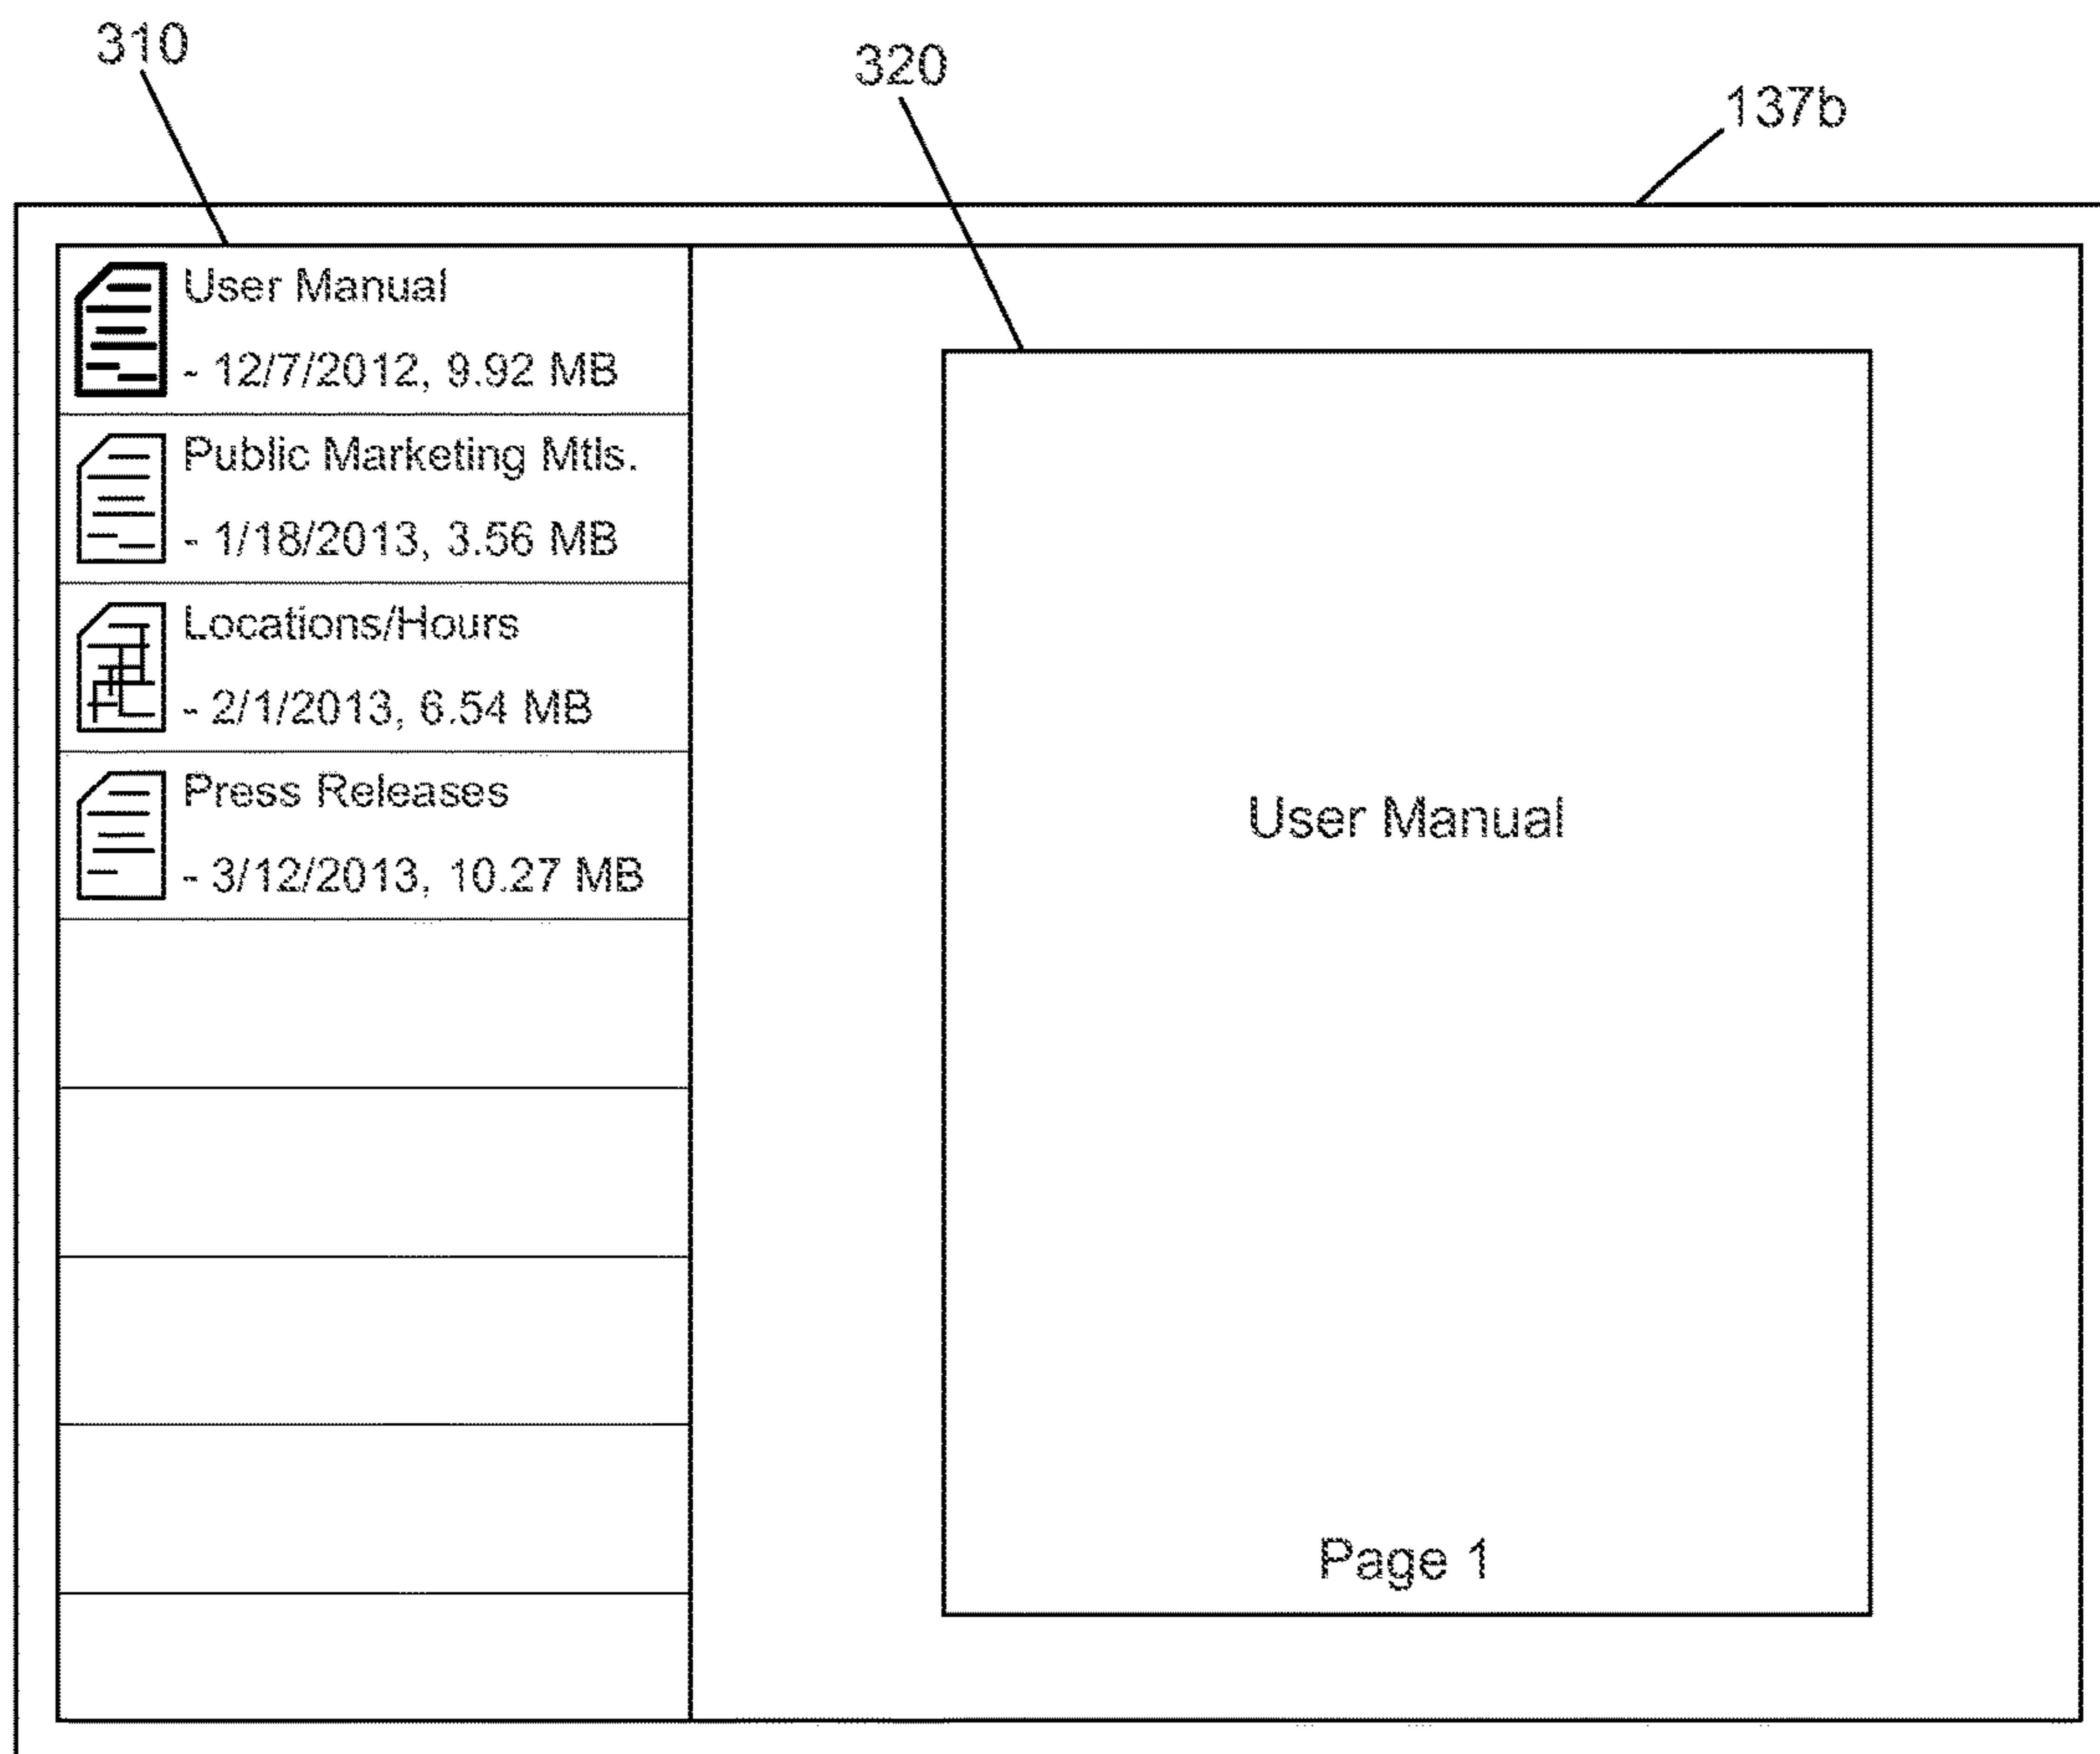 310
320
137b
User Manual
- 12/7/2012, 9.92 MB
Public Marketing Mtls.
- 1/18/2013, 3.56 MB
Locations/Hours
- 2/1/2013, 6.54 MB
Press Releases
- 3/12/2013, 10.27 MB
User Manual
Page 1